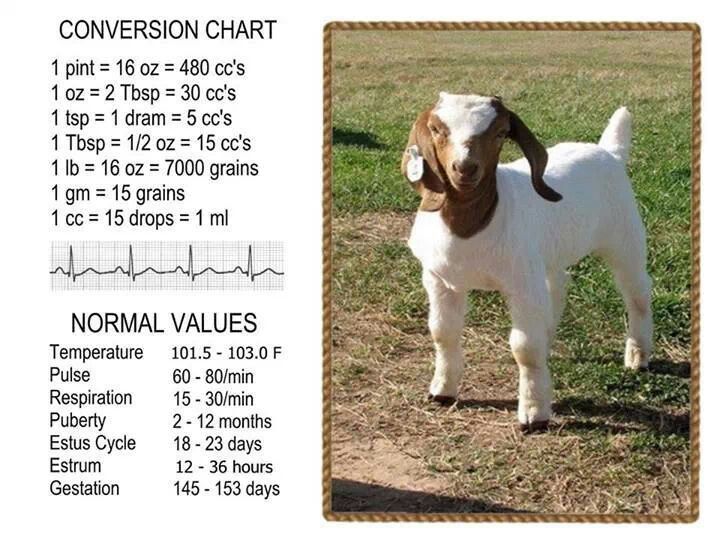 CONVERSION CHART
1 pint = 16 oz = 480 cc's
1 oz = 2 Tbsp = 30 cc's
1 tsp = 1 dram = 5 cc's
1 Tbsp = 1/2 oz = 15 cc's
1 lb = 16 oz = 7000 grains
1 gm = 15 grains
1 cc = 15 drops = 1 ml
NORMAL VALUES
Temperature 101.5 - 103.0 F
Pulse 60 - 80/min
Respiration 15 - 30/min
Puberty 2 - 12 months
Estus Cycle 18 - 23 days
Estrum 12 - 36 hours
Gestation 145 - 153 days